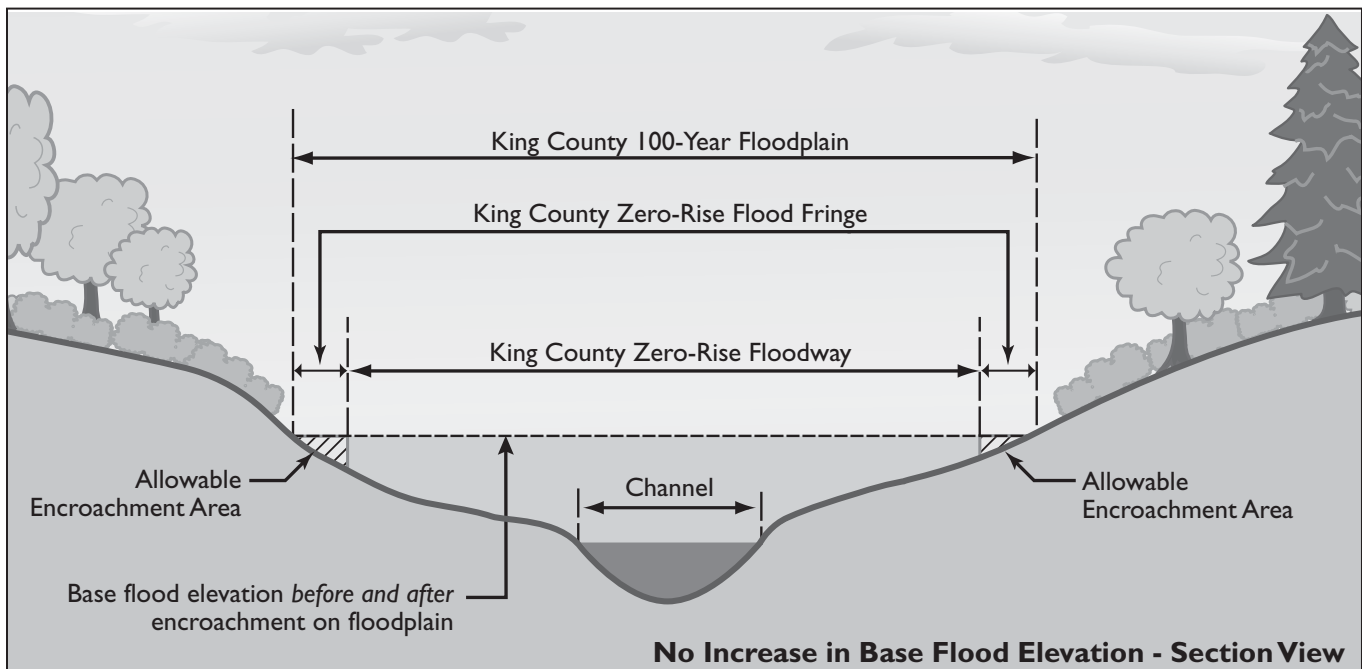 King County 100-Year Floodplain
King County Zero-Rise Flood Fringe
King County Zero-Rise Floodway
Allowable
Encroachment Area
Channel
Allowable
Encroachment Area
Base flood elevation before and after
encroachment on floodplain
No Increase in Base Flood Elevation - Section View